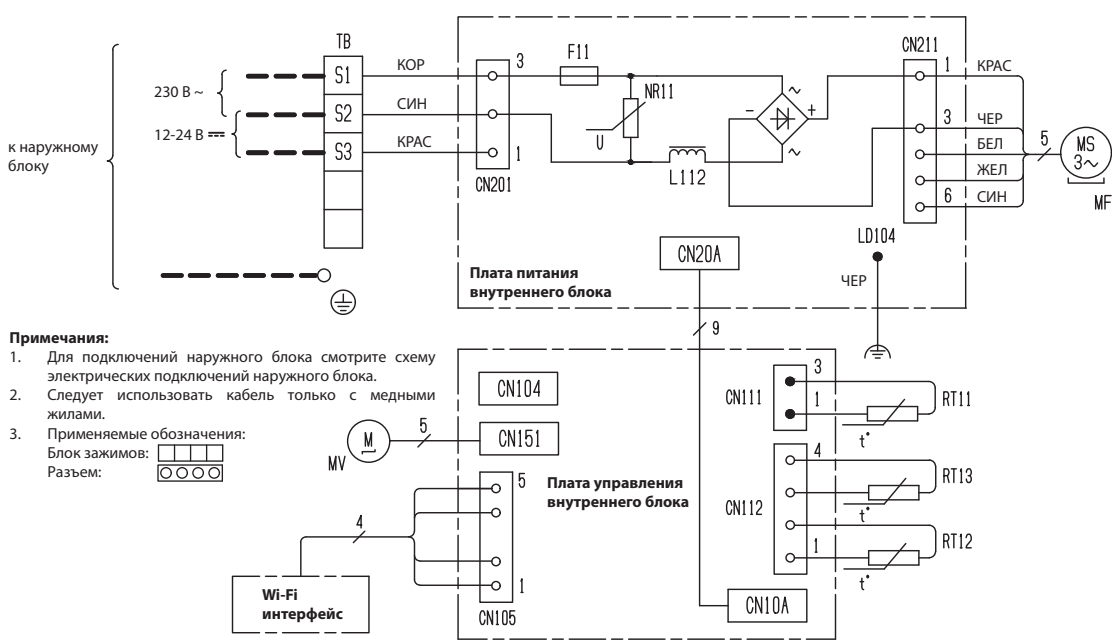 TB
CN211
F11
КОР
3
1
КРАС
S1
230 В ~
NR11
~
СИН
S2
-
+
3
ЧЕР
12-24 В
БЕЛ
5
MS
3~
к наружному
блоку
КРАС
S3
1
U
~
ЖЕЛ
CN201
L112
6
СИН
MF
LD104
CN20A
Плата питания
внутреннего блока
ЧЕР
9
Примечания:
1. Для подключений наружного блока смотрите схему
электрических подключений наружного блока.
2. Следует использовать кабель только с медными
жилами.
3. Применяемые обозначения:
Блок зажимов:
Разъем:
CN104
3
CN111
1
RT11
t°
M
MV
5
CN151
4
5
Плата управления
внутреннего блока
RT13
CN112
t°
4
1
RT12
t°
Wi-Fi
интерфейс
1
CN105
CN10A